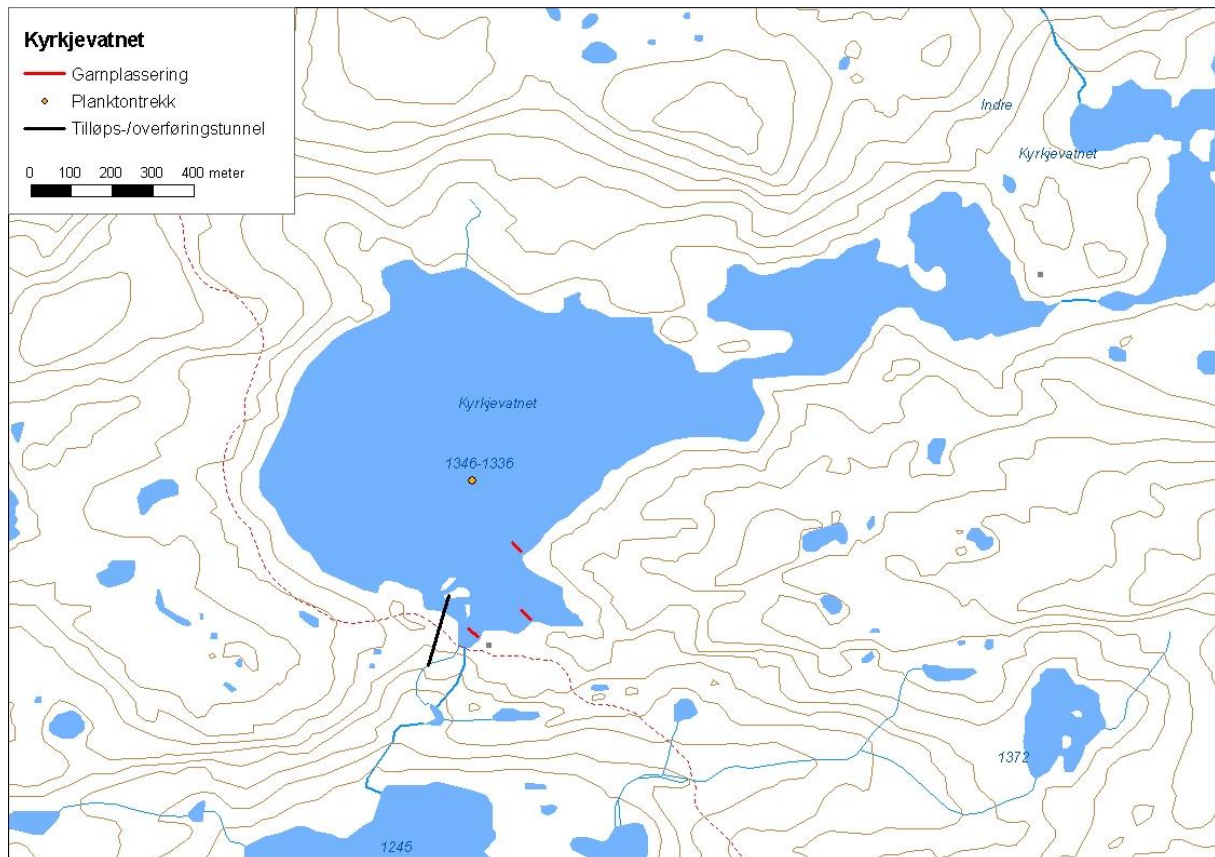 Kyrkjevatnet
Garnplassering
Planktontrekk
Tilløps-/overføringstunnel
0 100 200 300 400 meter
Indre
Kyrkjevatnet
Kyrkjevatnet
1346-1336
1372
1245